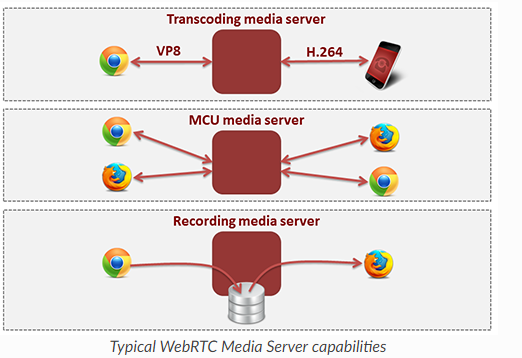 Transcoding media server
VP8
H.264
MCU media server
Recording media server
Typical WebRTC Media Server capabilities